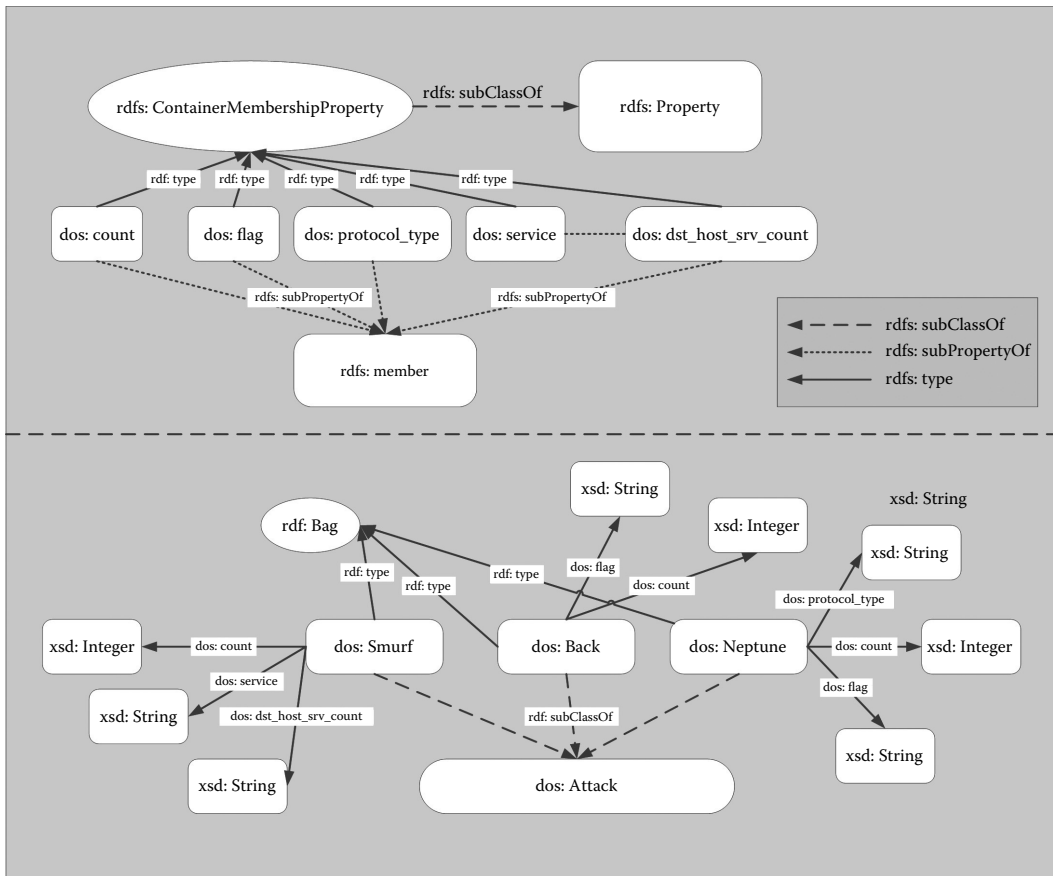 rdfs: subClassOf
rdfs: ContainerMembershipProperty
rdfs: Property
rdf: type
rdf: type
rdf: type
rdf: type
rdf: type
dos: count
dos: flag
dos: protocol_type
dos: service
dos: dst_host_srv_count
rdfs: subPropertyOf
rdfs: subPropertyOf
rdfs: member
rdfs: subClassOf
rdfs: subPropertyOf
rdfs: type
xsd: String
xsd: String
rdf: Bag
xsd: Integer
xsd: String
rdf: type
rdf: type
rdf: type
dos: flag
dos: count
dos: protocol_type
xsd: Integer
dos: count
dos: Smurf
dos: Back
dos: Neptune
dos: count
xsd: Integer
dos: service
dos: flag
xsd: String
dos: dst_host_srv_count
rdf: subClassOf
xsd: String
xsd: String
dos: Attack